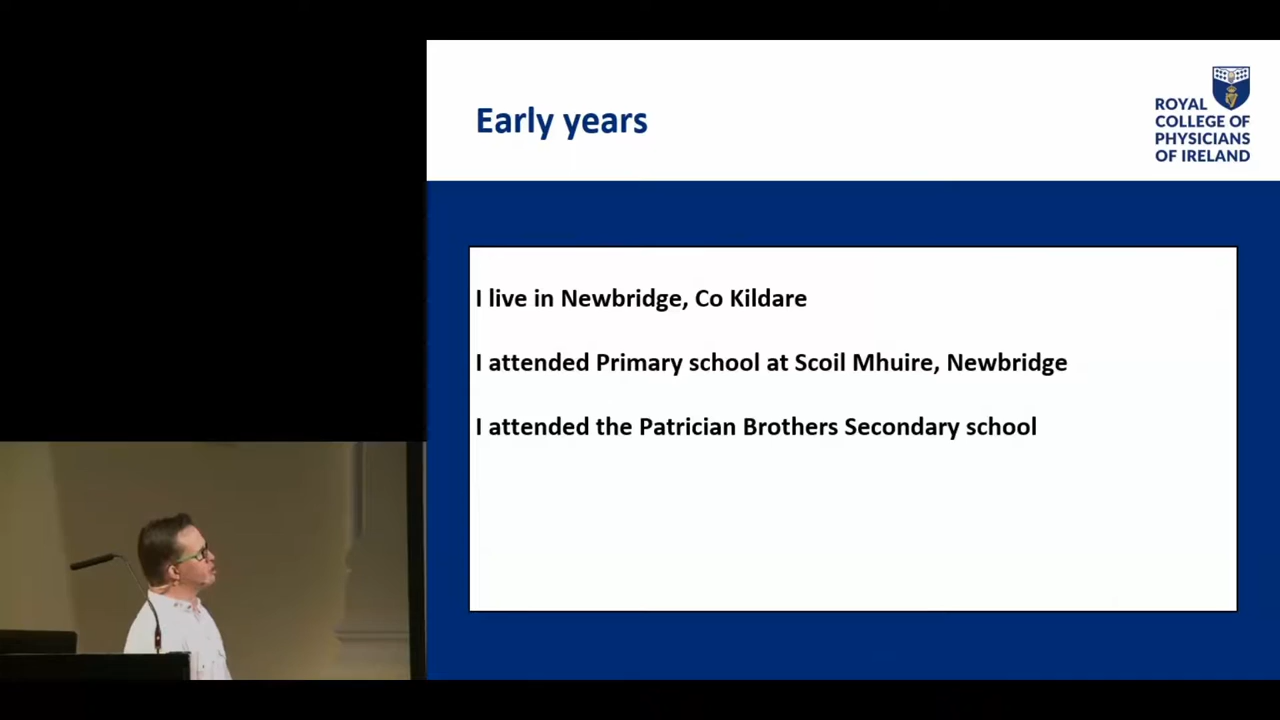 Early years
ROYAL
COLLEGE OF
PHYSICIANS
OF IRELAND
I live in Newbridge, Co Kildare
I attended Primary school at Scoil Mhuire, Newbridge
I attended the Patrician Brothers Secondary school